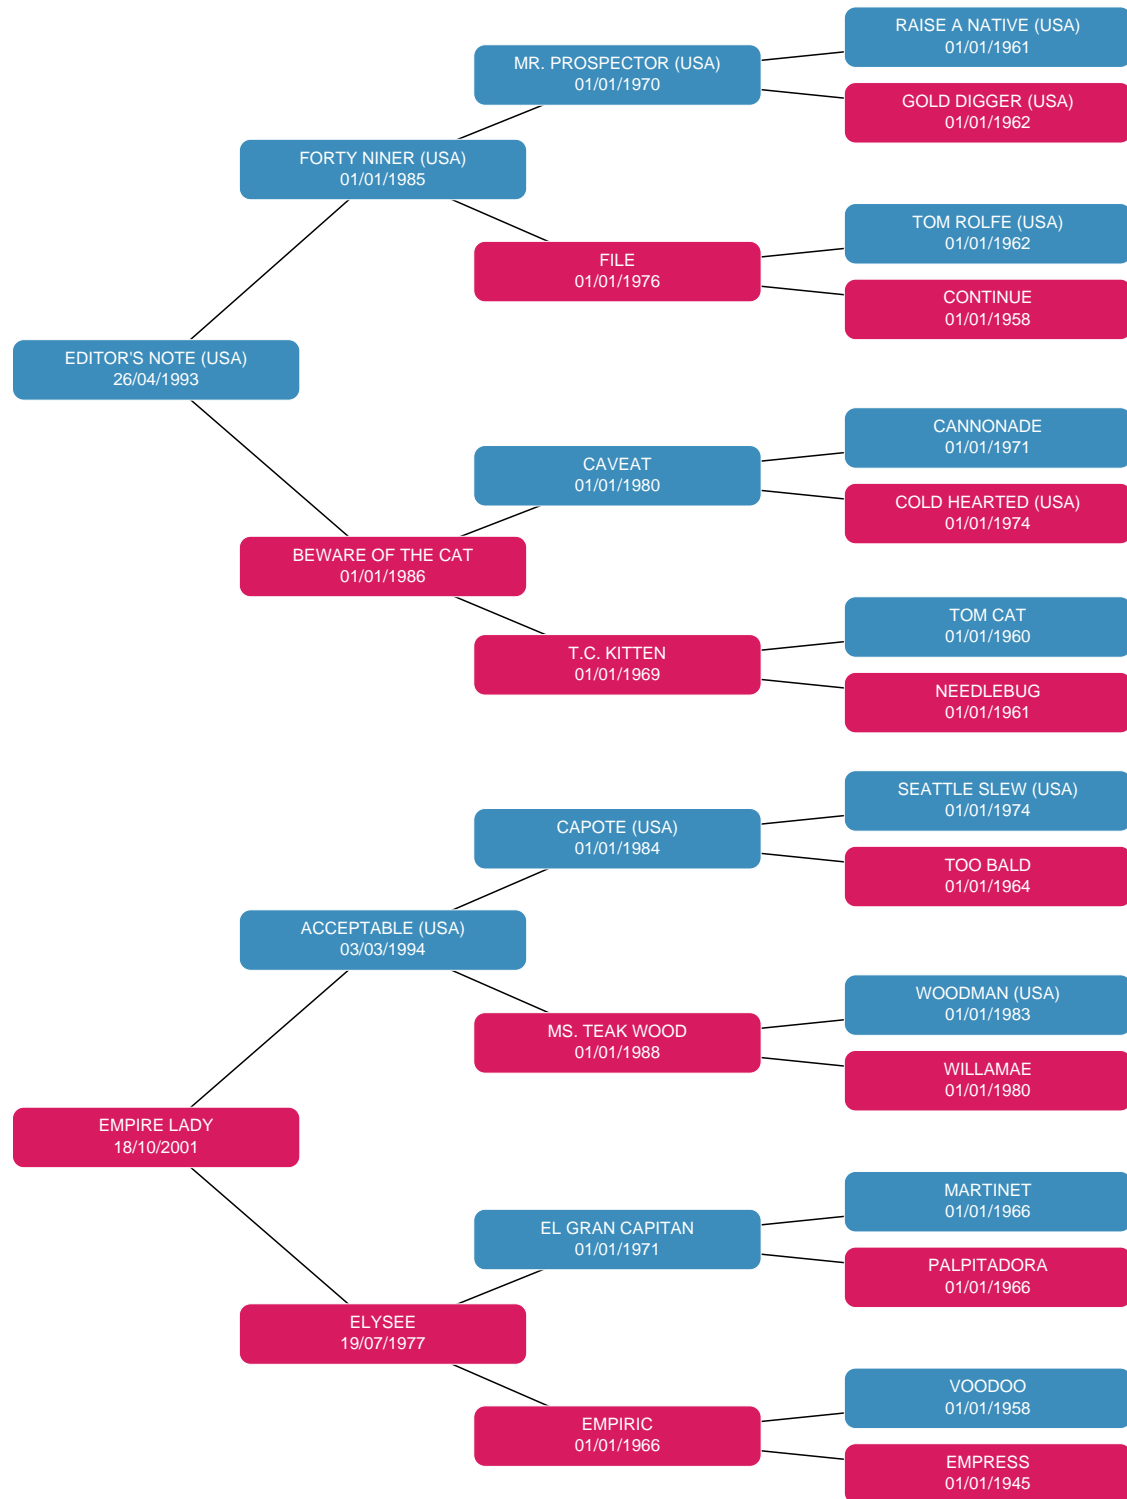 RAISE A NATIVE (USA)
01/01/1961
MR. PROSPECTOR (USA)
01/01/1970
GOLD DIGGER (USA)
01/01/1962
FORTY NINER (USA)
01/01/1985
TOM ROLFE (USA)
01/01/1962
FILE
01/01/1976
CONTINUE
01/01/1958
EDITOR'S NOTE (USA)
26/04/1993
CANNONADE
01/01/1971
CAVEAT
01/01/1980
COLD HEARTED (USA)
01/01/1974
BEWARE OF THE CAT
01/01/1986
TOM CAT
01/01/1960
T.C. KITTEN
01/01/1969
NEEDLEBUG
01/01/1961
SEATTLE SLEW (USA)
01/01/1974
CAPOTE (USA)
01/01/1984
TOO BALD
01/01/1964
ACCEPTABLE (USA)
03/03/1994
WOODMAN (USA)
01/01/1983
MS. TEAK WOOD
01/01/1988
WILLAMAE
01/01/1980
EMPIRE LADY
18/10/2001
MARTINET
01/01/1966
EL GRAN CAPITAN
01/01/1971
PALPITADORA
01/01/1966
ELYSEE
19/07/1977
VOODOO
01/01/1958
EMPIRIC
01/01/1966
EMPRESS
01/01/1945